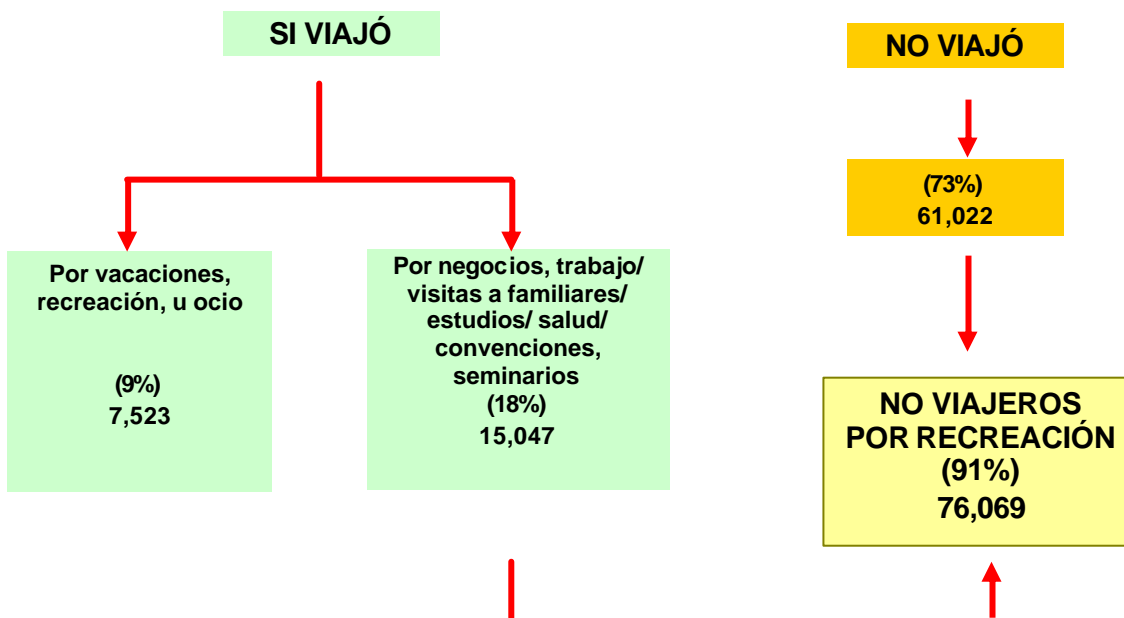 SI VIAJÓ
NO VIAJÓ
(73%)
61,022
Por vacaciones,
recreación, u ocio
(9%)
7,523
Por negocios, trabajo/
visitas a familiares/
estudios/ salud/
convenciones,
seminarios
(18%)
15,047
NO VIAJEROS
POR RECREACIÓN
(91%)
76,069